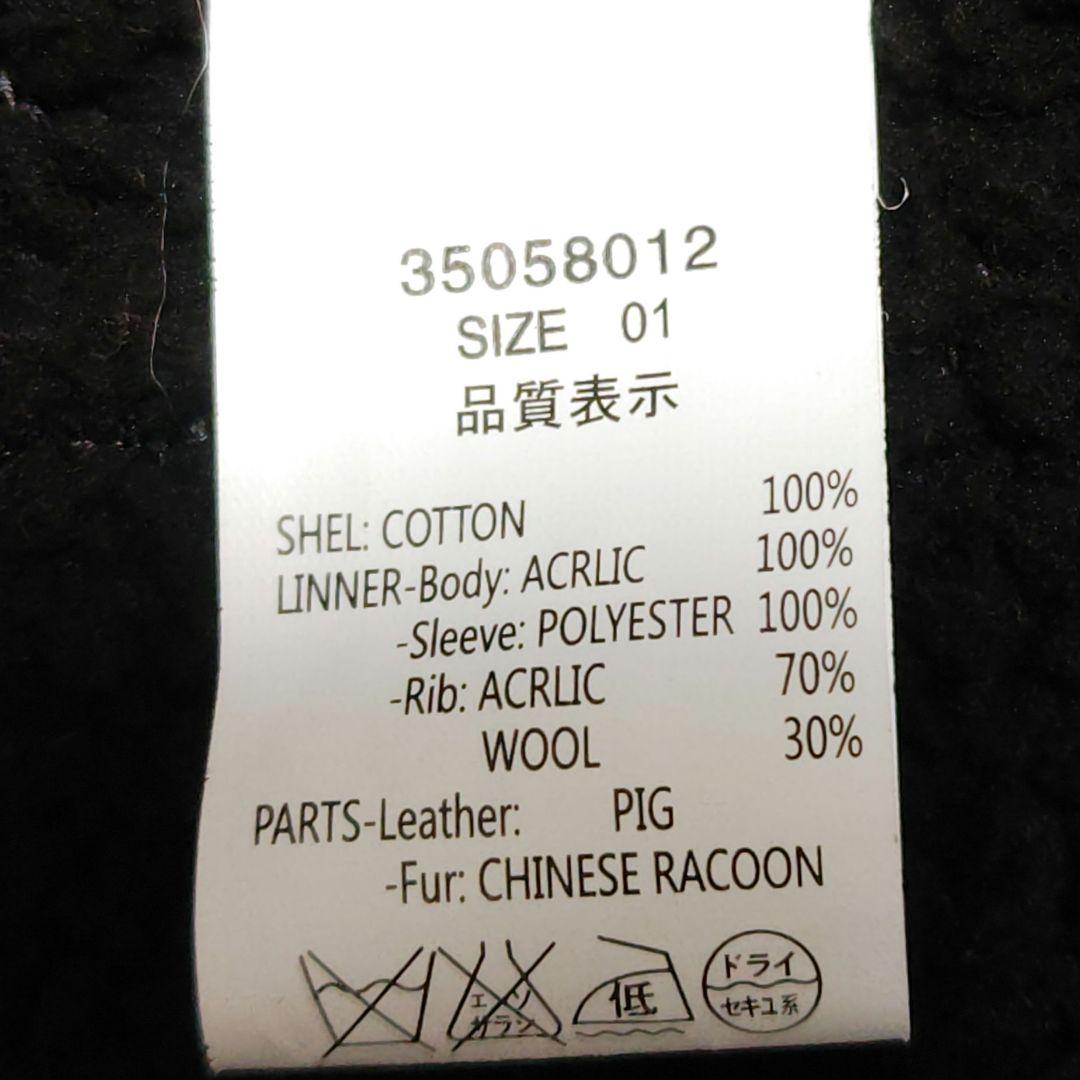 35058012
SIZE 01
品質表示
SHEL: COTTON 100%
LINNER-Body: ACRLIC 100%
-Sleeve: POLYESTER 100%
-Rib: ACRLIC 70%
WOOL 30%
PARTS-Leather: PIG
-Fur: CHINESE RACOON
エンソ
サラシ
低
ドライ
セキユ系